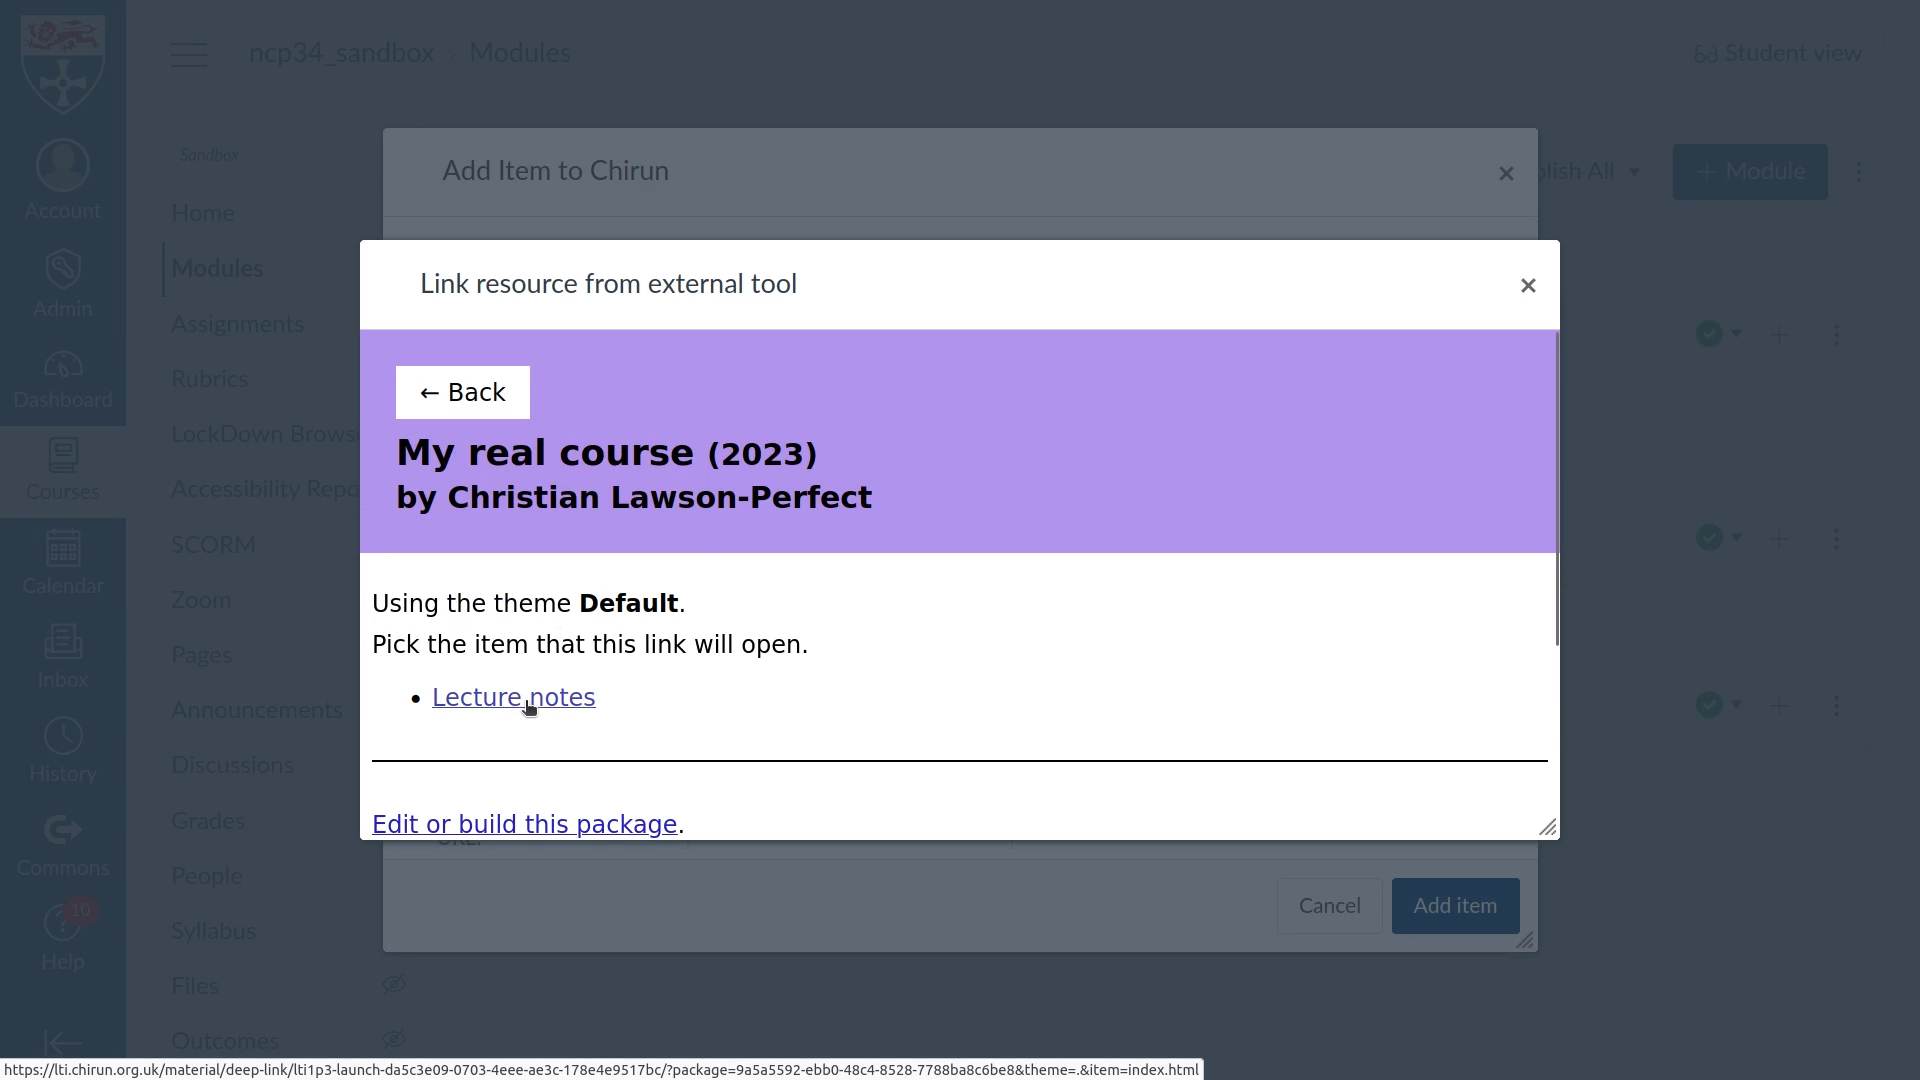 ncp34_sandbox › Modules
Student view
Account
Admin
Dashboard
Courses
Calendar
Inbox
History
Commons
10
Help
Sandbox
Home
Modules
Assignments
Rubrics
LockDown Brows
Accessibility Repo
SCORM
Zoom
Pages
Announcements
Discussions
Grades
People
Syllabus
Files
Outcomes
Add Item to Chirun
×
blish All
+ Module
Link resource from external tool
×
← Back
My real course (2023)
by Christian Lawson-Perfect
Using the theme Default.
Pick the item that this link will open.
• Lecture notes
Edit or build this package.
URL:
Cancel
Add item
https://lti.chirun.org.uk/material/deep-link/lti1p3-launch-da5c3e09-0703-4eee-ae3c-178e4e9517bc/?package=9a5a5592-ebb0-48c4-8528-7788ba8c6be8&theme=.&item=index.html